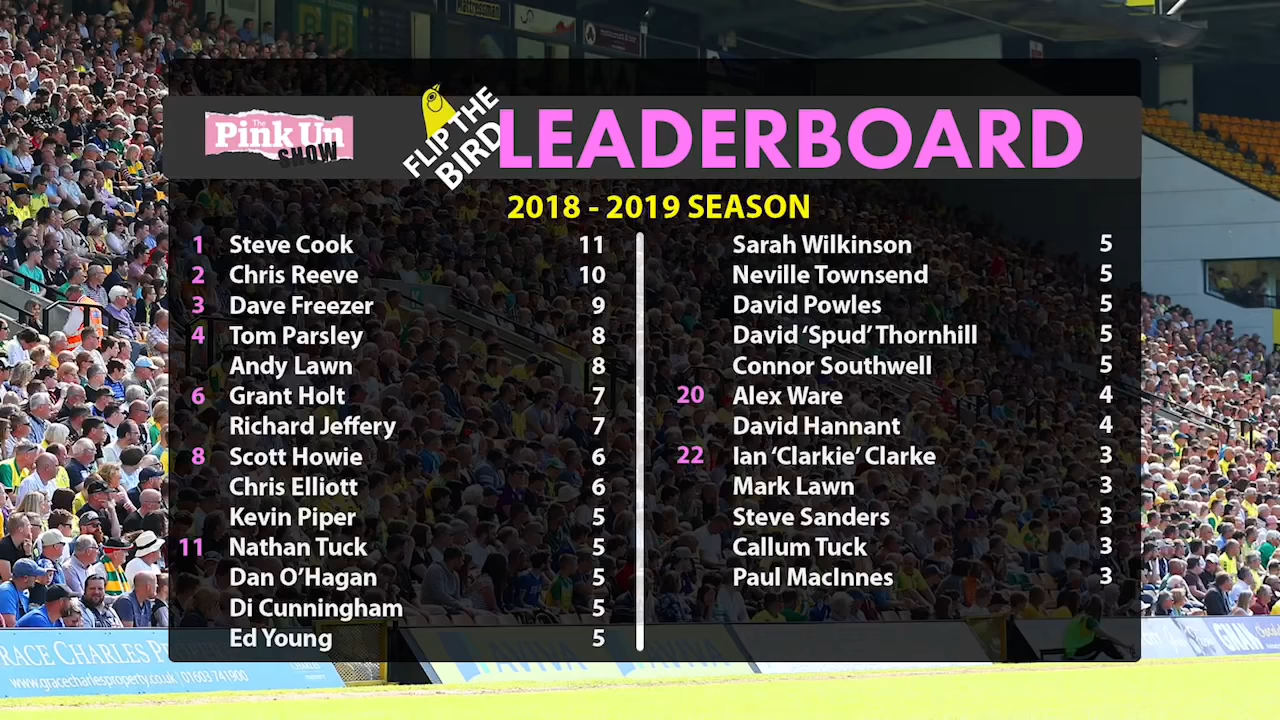 Mattressman
The
Pink Un
SHOW
FLIP THE
BIRD
LEADERBOARD
2018 - 2019 SEASON
1 Steve Cook 11
2 Chris Reeve 10
3 Dave Freezer 9
4 Tom Parsley 8
Andy Lawn 8
6 Grant Holt 7
Richard Jeffery 7
8 Scott Howie 6
Chris Elliott 6
Kevin Piper 5
11 Nathan Tuck 5
Dan O’Hagan 5
Di Cunningham 5
Ed Young 5
Sarah Wilkinson 5
Neville Townsend 5
David Powles 5
David ‘Spud’ Thornhill 5
Connor Southwell 5
20 Alex Ware 4
David Hannant 4
22 Ian ‘Clarkie’ Clarke 3
Mark Lawn 3
Steve Sanders 3
Callum Tuck 3
Paul MacInnes 3
www.gracecharlesproperty.co.uk 01603 741900
AVIVA
AVIVA